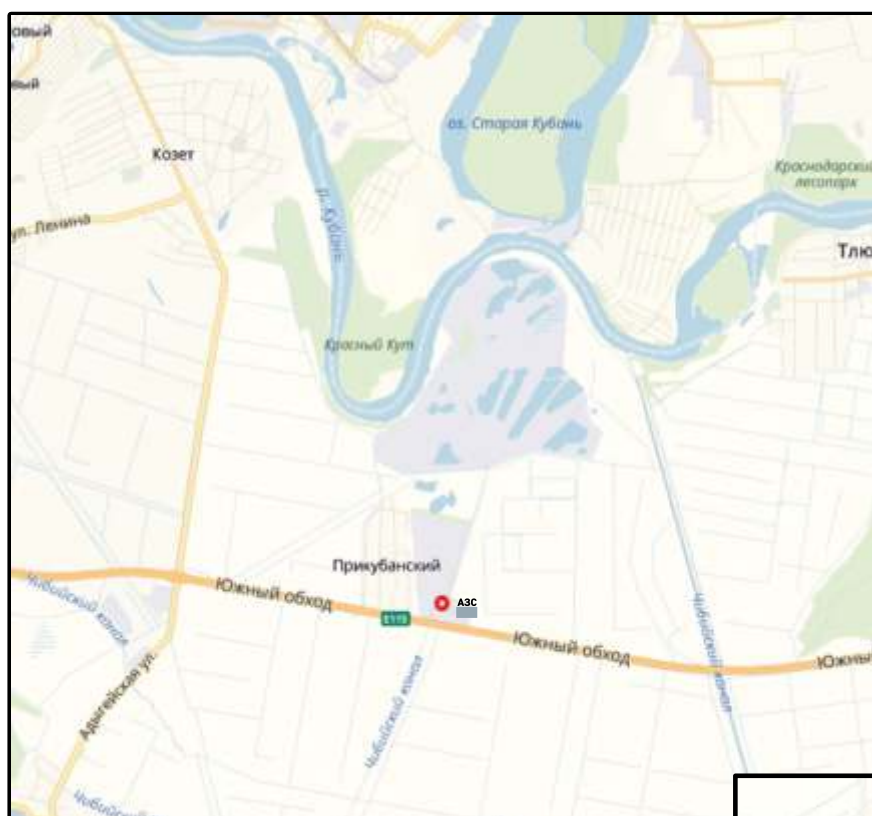 овый
вый
Козет
оз. Старая Кубань
Краснодарский
лесопарк
р. Кубань
ул. Ленина
Тлю
Красный Кут
Прикубанский
Чибийский канал
Южный обход
АЗС
E115
Южный обход
Чибийский канал
Южны
Адыгейская ул.
Чибийский канал
Чибийский